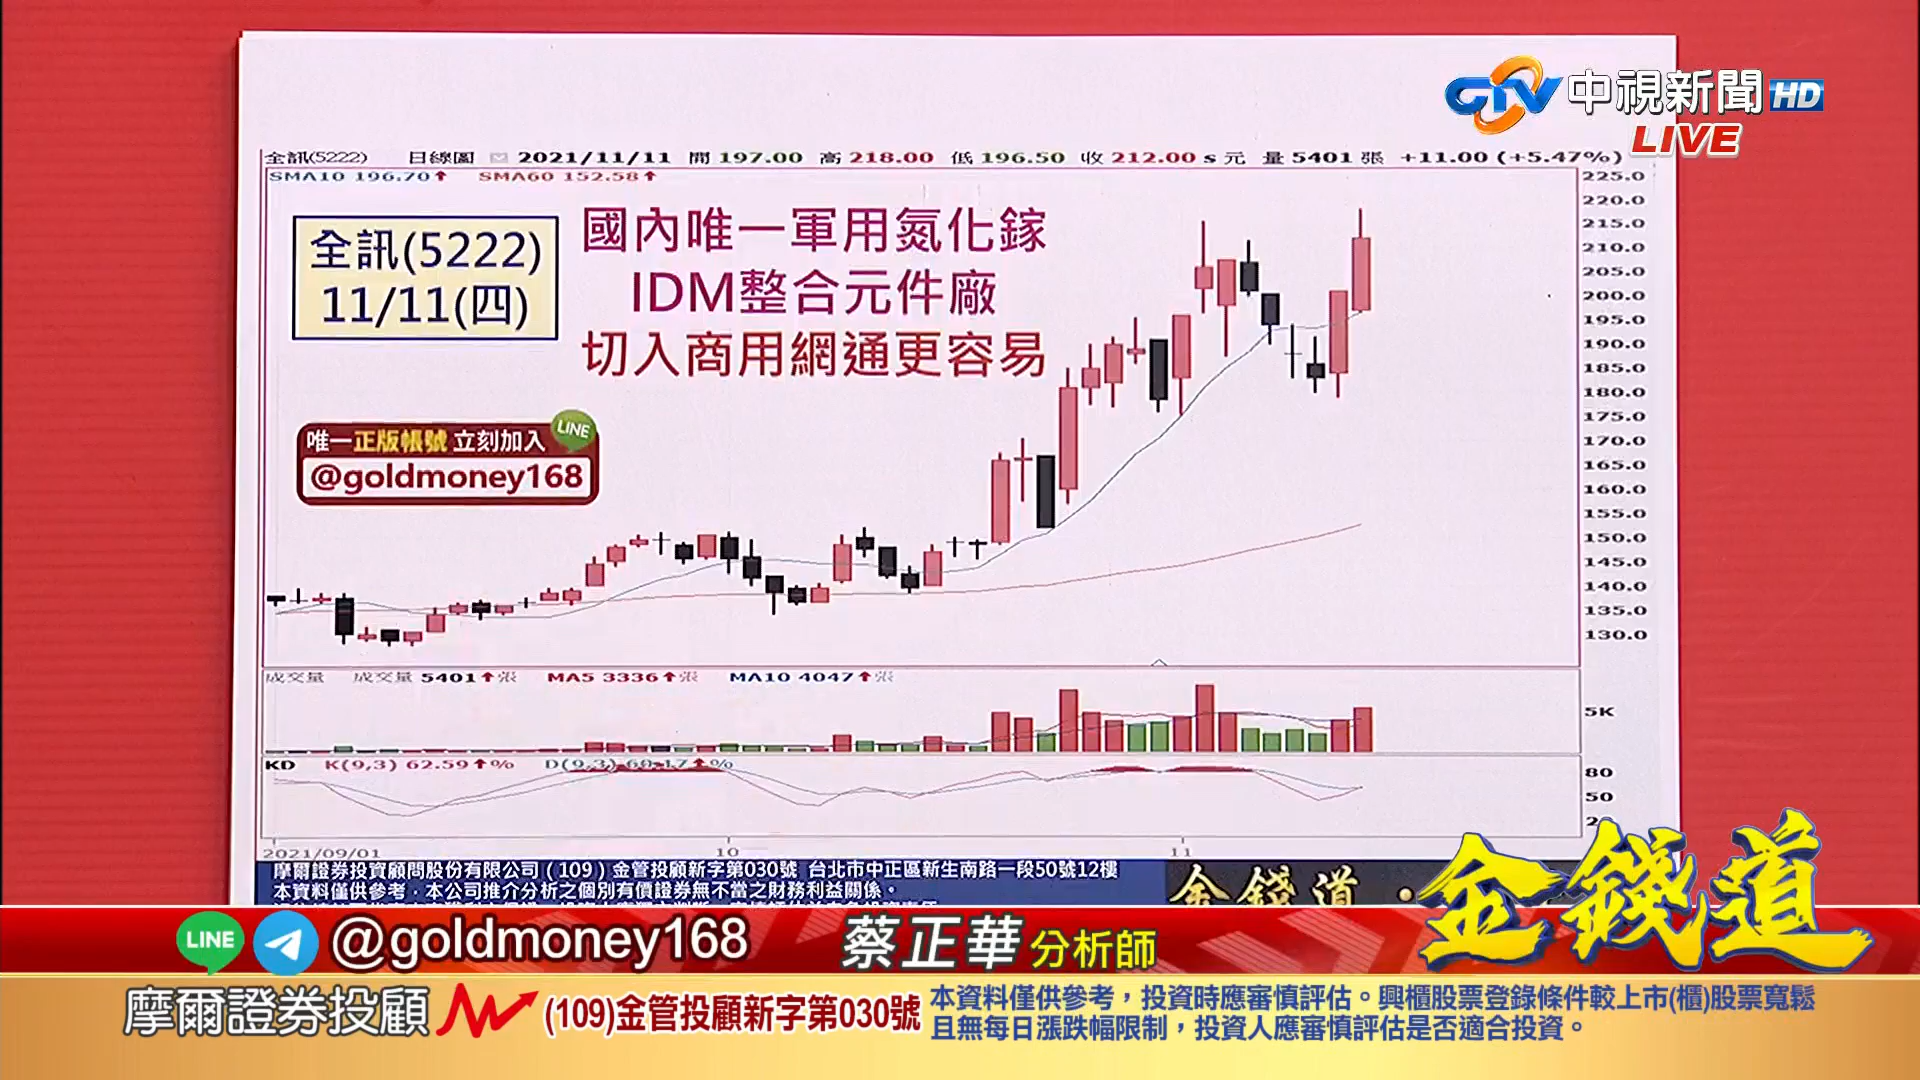 CTV 中視新聞 HD
LIVE
全訊(5222) 日線圖 2021/11/11 開 197.00 高 218.00 低 196.50 收 212.00 s 元 量 5401 張 +11.00 (+5.47%)
SMA10 196.70↑ SMA60 152.58↑
225.0
220.0
215.0
210.0
205.0
200.0
195.0
190.0
185.0
180.0
175.0
170.0
165.0
160.0
155.0
150.0
145.0
140.0
135.0
130.0
全訊(5222)
11/11(四)
國內唯一軍用氮化鎵
IDM整合元件廠
切入商用網通更容易
唯一正版帳號 立刻加入 LINE
@goldmoney168
成交量 成交量 5401↑張 MA5 3336↑張 MA10 4047↑張
5K
KD K(9,3) 62.59↑% D(9,3) 60.17↑%
80
50
2021/09/01 10 11
摩爾證券投資顧問股份有限公司（109）金管投顧新字第030號 台北市中正區新生南路一段50號12樓
本資料僅供參考，本公司推介分析之個別有價證券無不當之財務利益關係。
金錢道
金錢道
LINE @goldmoney168 蔡正華 分析師
摩爾證券投顧 (109)金管投顧新字第030號
本資料僅供參考，投資時應審慎評估。興櫃股票登錄條件較上市(櫃)股票寬鬆
且無每日漲跌幅限制，投資人應審慎評估是否適合投資。